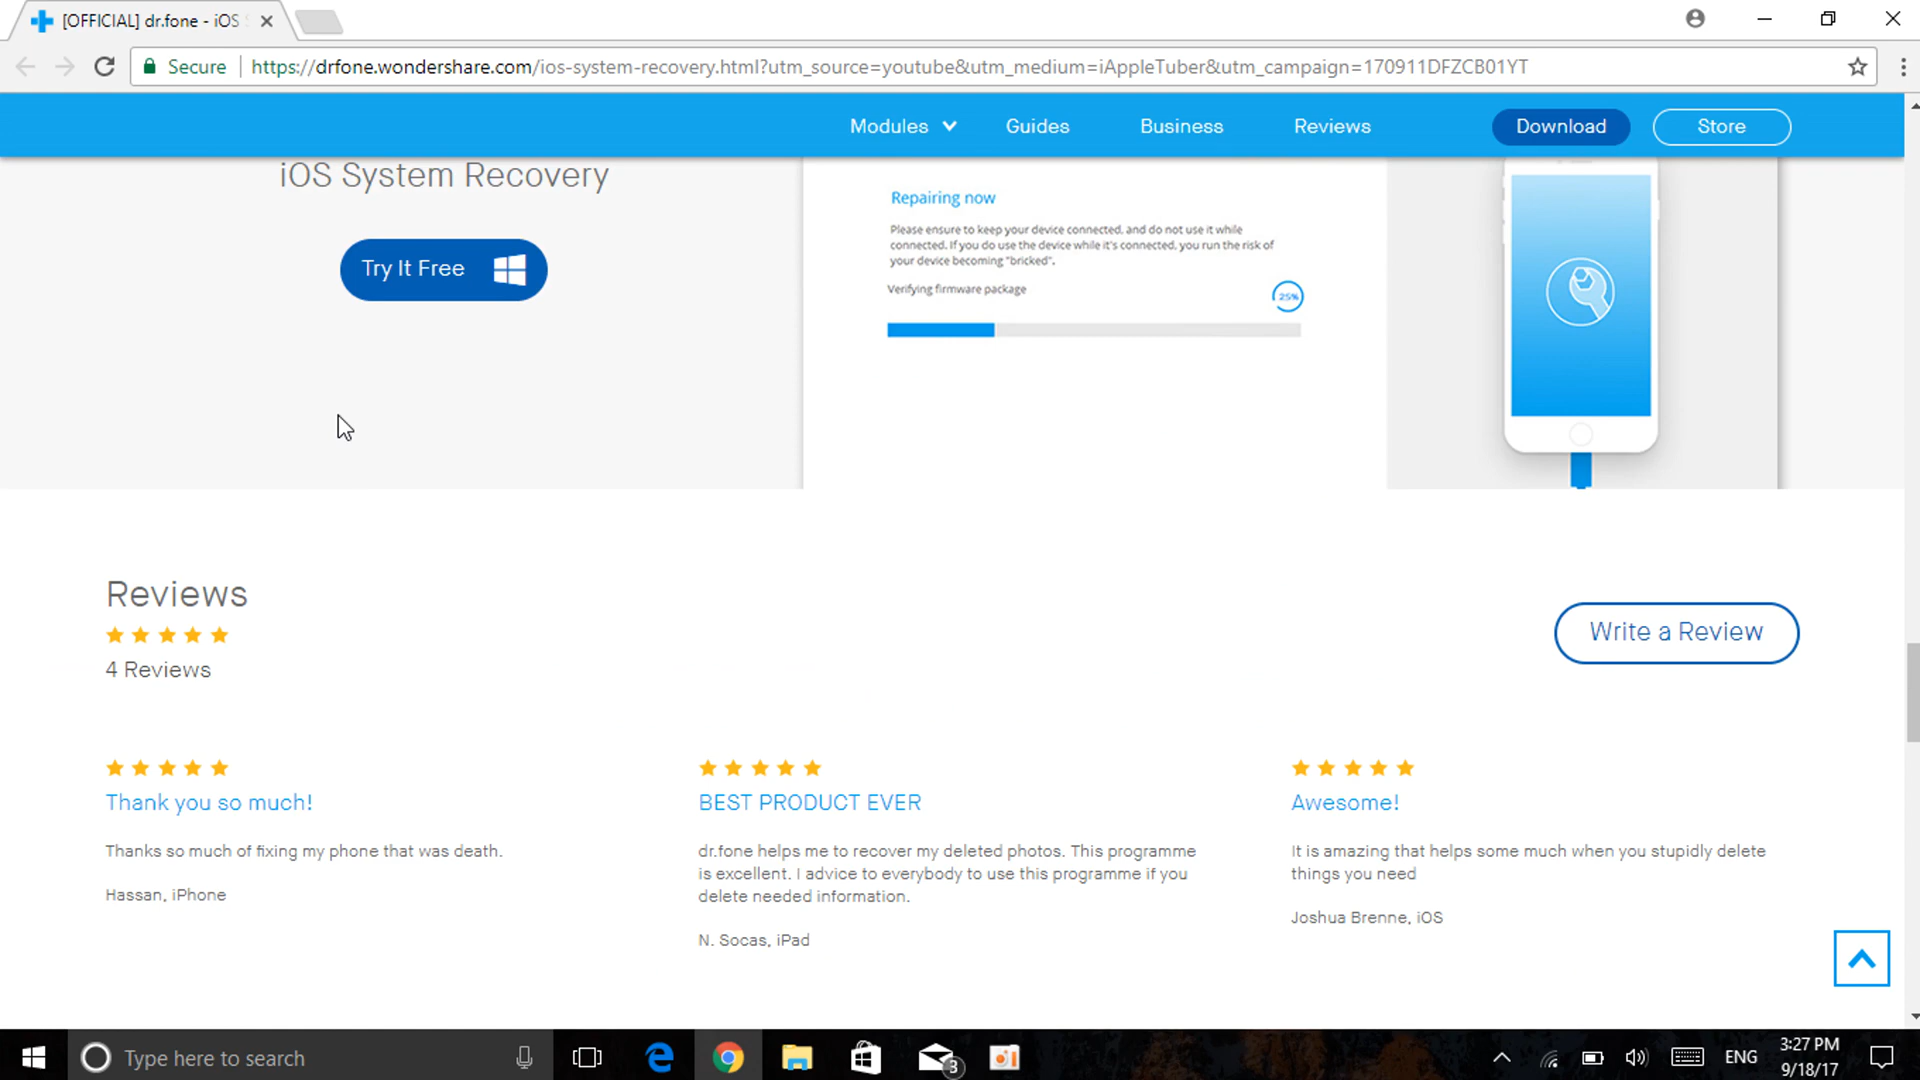 [OFFICIAL] dr.fone - iOS
Secure
https://drfone.wondershare.com/ios-system-recovery.html?utm_source=youtube&utm_medium=iAppleTuber&utm_campaign=170911DFZCB01YT
Modules
Guides
Business
Reviews
Download
Store
iOS System Recovery
Try It Free
Repairing now
Please ensure to keep your device connected, and do not use it while
connected. If you do use the device while it's connected, you run the risk of
your device becoming "bricked".
Verifying firmware package
25%
Reviews
4 Reviews
Write a Review
Thank you so much!
Thanks so much of fixing my phone that was death.
Hassan, iPhone
BEST PRODUCT EVER
dr.fone helps me to recover my deleted photos. This programme
is excellent. I advice to everybody to use this programme if you
delete needed information.
N. Socas, iPad
Awesome!
It is amazing that helps some much when you stupidly delete
things you need
Joshua Brenne, iOS
Type here to search
3
ENG
3:27 PM
9/18/17